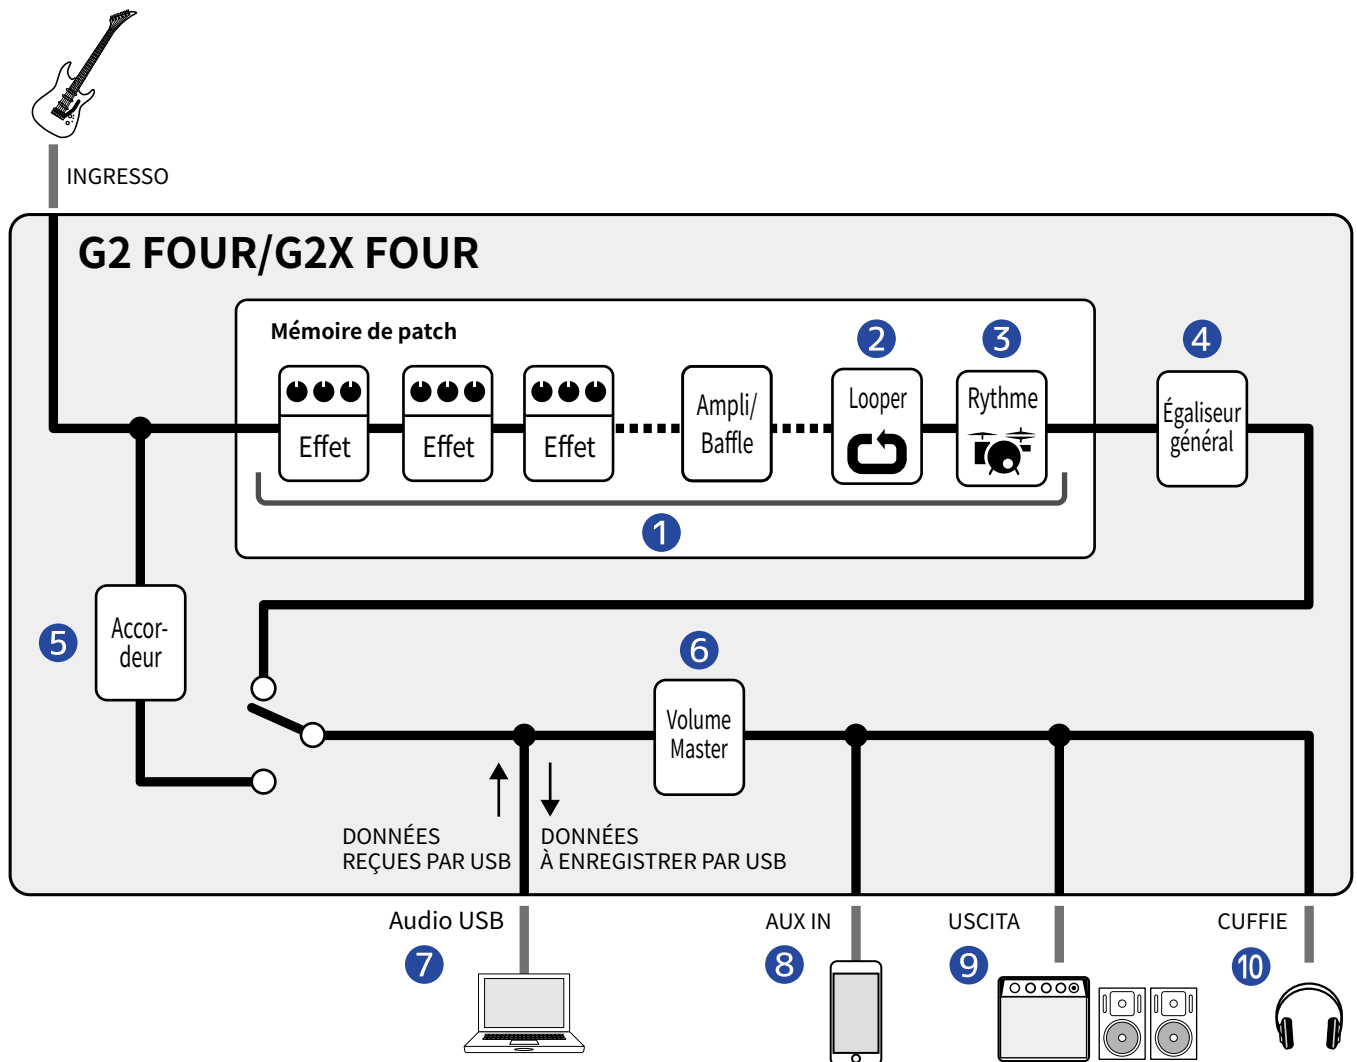 INGRESSO
G2 FOUR/G2X FOUR
Mémoire de patch
Effet
Effet
Effet
Ampli/
Baffle
2
Looper
3
Rythme
4
Égaliseur
général
1
5
Accor-
deur
6
Volume
Master
DONNÉES
REÇUES PAR USB
DONNÉES
À ENREGISTRER PAR USB
Audio USB
7
AUX IN
8
USCITA
9
CUFFIE
10